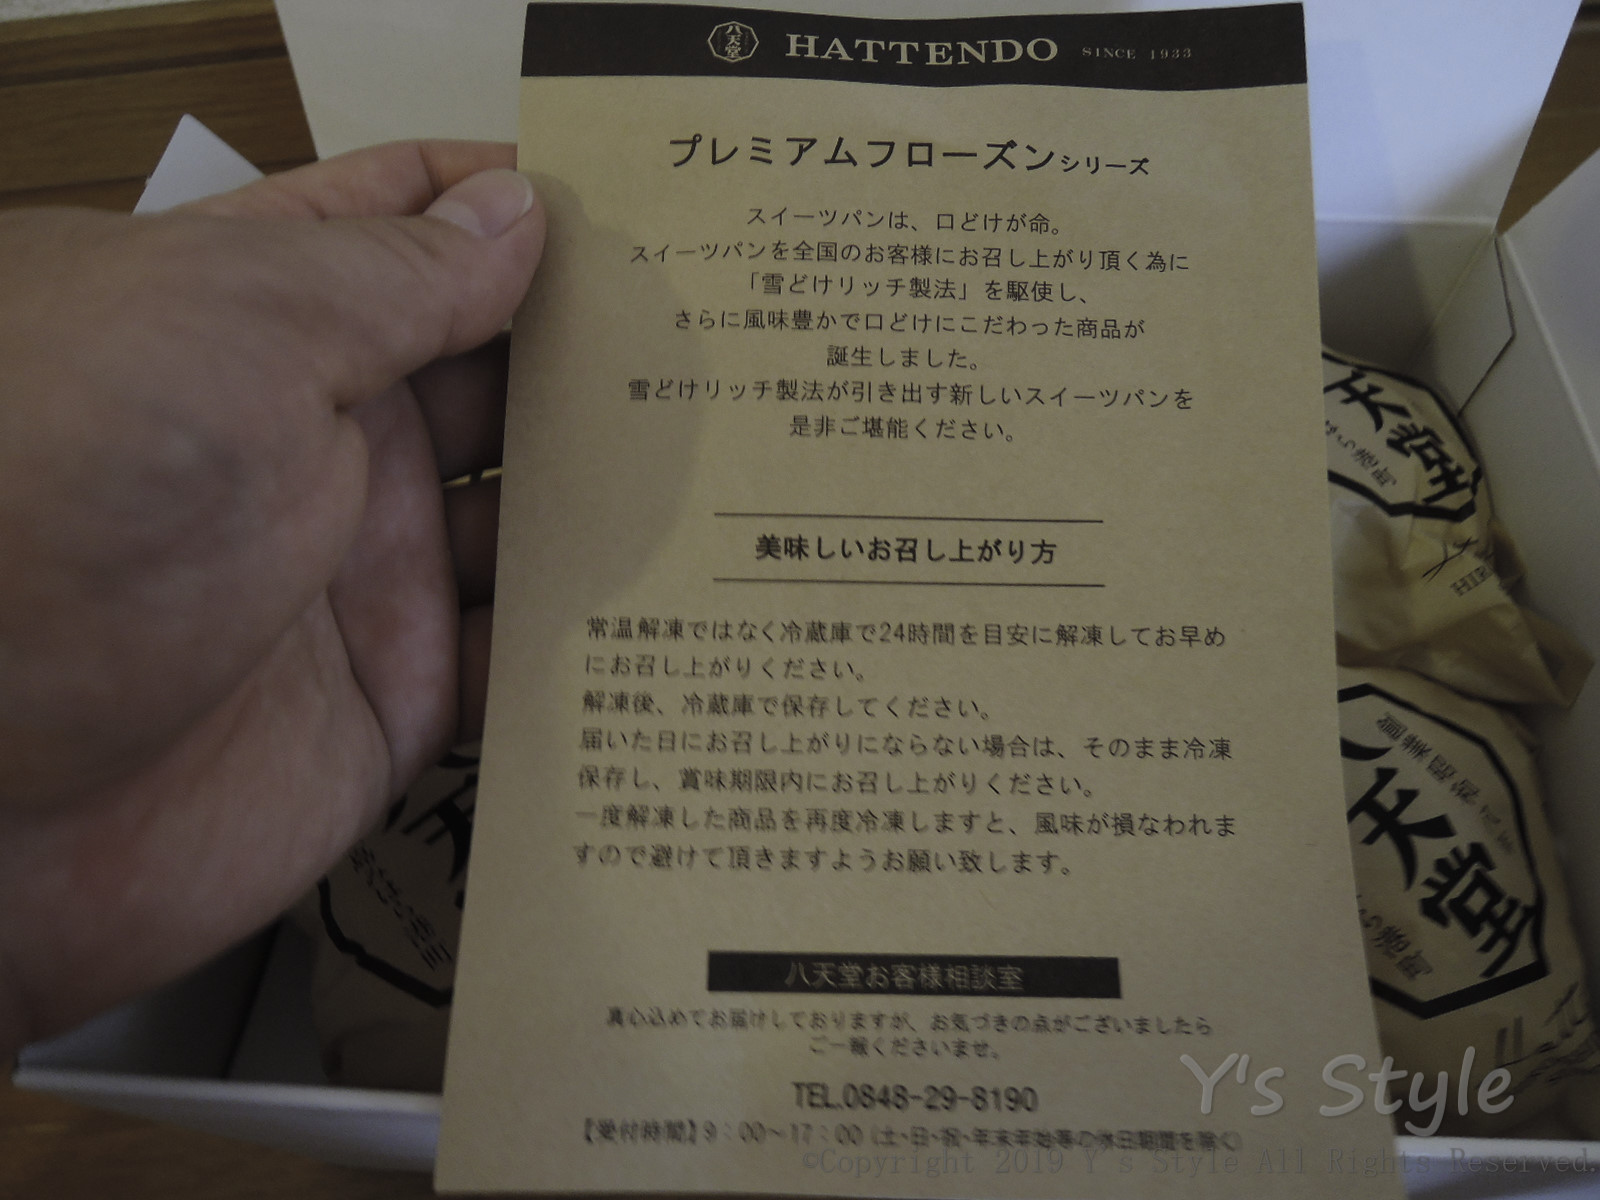 八天堂 HATTENDO SINCE 1933
プレミアムフローズンシリーズ
スイーツパンは、口どけが命。
スイーツパンを全国のお客様にお召し上がり頂く為に
「雪どけリッチ製法」を駆使し、
さらに風味豊かで口どけにこだわった商品が
誕生しました。
雪どけリッチ製法が引き出す新しいスイーツパンを
是非ご堪能ください。
美味しいお召し上がり方
常温解凍ではなく冷蔵庫で24時間を目安に解凍してお早め
にお召し上がりください。
解凍後、冷蔵庫で保存してください。
届いた日にお召し上がりにならない場合は、そのまま冷凍
保存し、賞味期限内にお召し上がりください。
一度解凍した商品を再度冷凍しますと、風味が損なわれま
すので避けて頂きますようお願い致します。
八天堂お客様相談室
真心込めてお届けしておりますが、お気づきの点がございましたら
ご一報くださいませ。
TEL.0848-29-8190
【受付時間】9:00〜17:00 (土・日・祝・年末年始等の休日期間を除く)
天堂
港町
HIR
天堂
港町
Y's Style
©Copyright 2019 Y's Style All Rights Reserved.